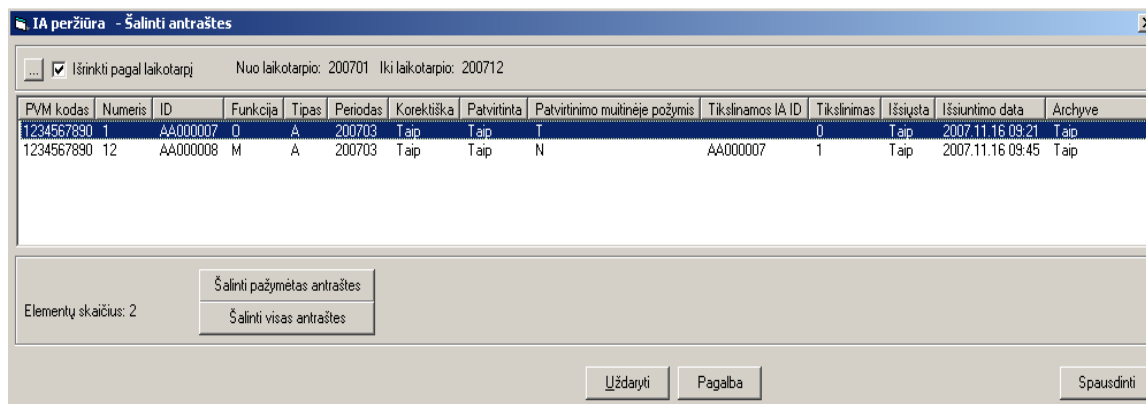 IA peržiūra - Šalinti antraštes
... Išrinkti pagal laikotarpį Nuo laikotarpio: 200701 Iki laikotarpio: 200712
PVM kodas Numeris ID Funkcija Tipas Periodas Korektiška Patvirtinta Patvirtinimo muitinėje požymis Tikslinamos IA ID Tikslinimas Išsiųsta Išsiuntimo data Archyve
1234567890 1 AA000007 O A 200703 Taip Taip T 0 Taip 2007.11.16 09:21 Taip
1234567890 12 AA000008 M A 200703 Taip Taip N AA000007 1 Taip 2007.11.16 09:45 Taip
Šalinti pažymėtas antraštes
Elementų skaičius: 2
Šalinti visas antraštes
Uždaryti Pagalba Spausdinti